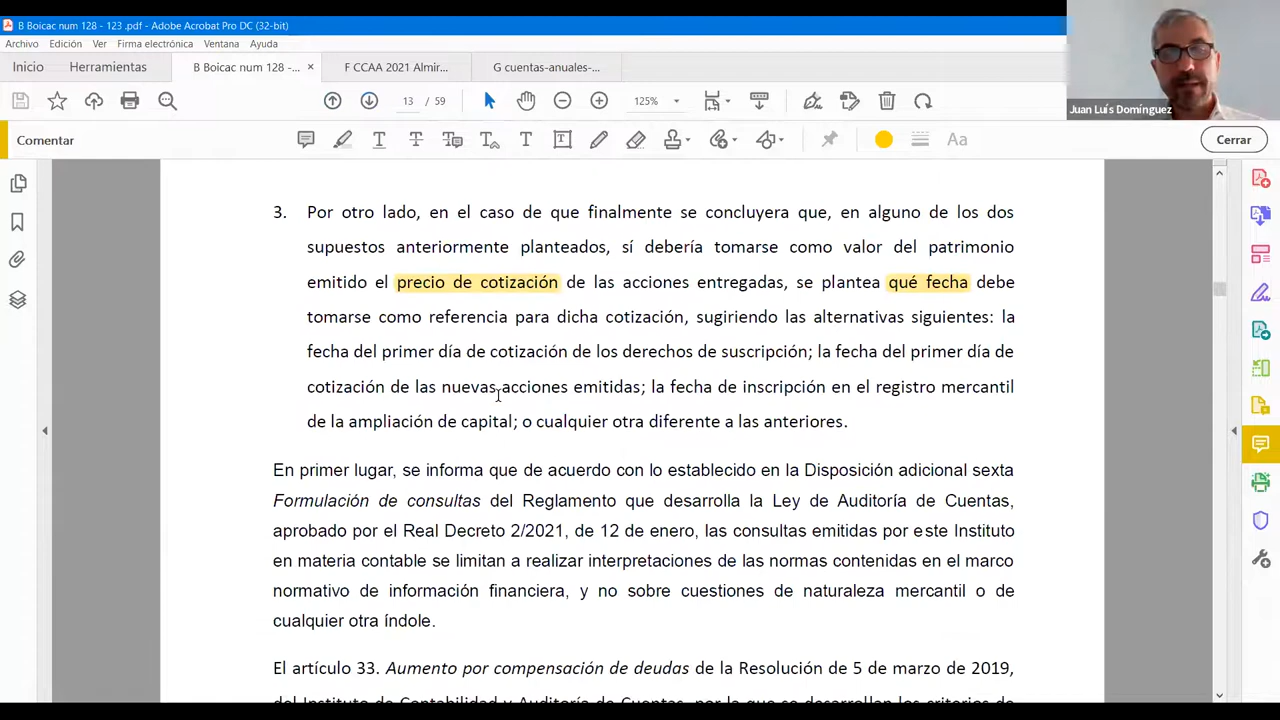 B Boicac num 128 - 123 .pdf - Adobe Acrobat Pro DC (32-bit)
Archivo Edición Ver Firma electrónica Ventana Ayuda
Inicio Herramientas B Boicac num 128 -... × F CCAA 2021 Almir... G cuentas-anuales-...
13 / 59 125%
Juan Luís Domínguez
Comentar Aa Cerrar
3. Por otro lado, en el caso de que finalmente se concluyera que, en alguno de los dos
supuestos anteriormente planteados, sí debería tomarse como valor del patrimonio
emitido el precio de cotización de las acciones entregadas, se plantea qué fecha debe
tomarse como referencia para dicha cotización, sugiriendo las alternativas siguientes: la
fecha del primer día de cotización de los derechos de suscripción; la fecha del primer día de
cotización de las nuevas acciones emitidas; la fecha de inscripción en el registro mercantil
de la ampliación de capital; o cualquier otra diferente a las anteriores.
En primer lugar, se informa que de acuerdo con lo establecido en la Disposición adicional sexta
Formulación de consultas del Reglamento que desarrolla la Ley de Auditoría de Cuentas,
aprobado por el Real Decreto 2/2021, de 12 de enero, las consultas emitidas por este Instituto
en materia contable se limitan a realizar interpretaciones de las normas contenidas en el marco
normativo de información financiera, y no sobre cuestiones de naturaleza mercantil o de
cualquier otra índole.
El artículo 33. Aumento por compensación de deudas de la Resolución de 5 de marzo de 2019,
del Instituto de Contabilidad y Auditoría de Cuentas, por la que se desarrollan los criterios de